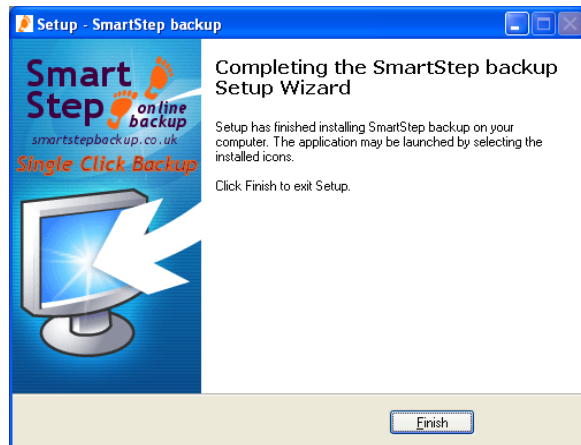 Setup - SmartStep backup
Smart
Step
online
backup
smartstepbackup.co.uk
Single Click Backup
Completing the SmartStep backup
Setup Wizard
Setup has finished installing SmartStep backup on your
computer. The application may be launched by selecting the
installed icons.
Click Finish to exit Setup.
Finish